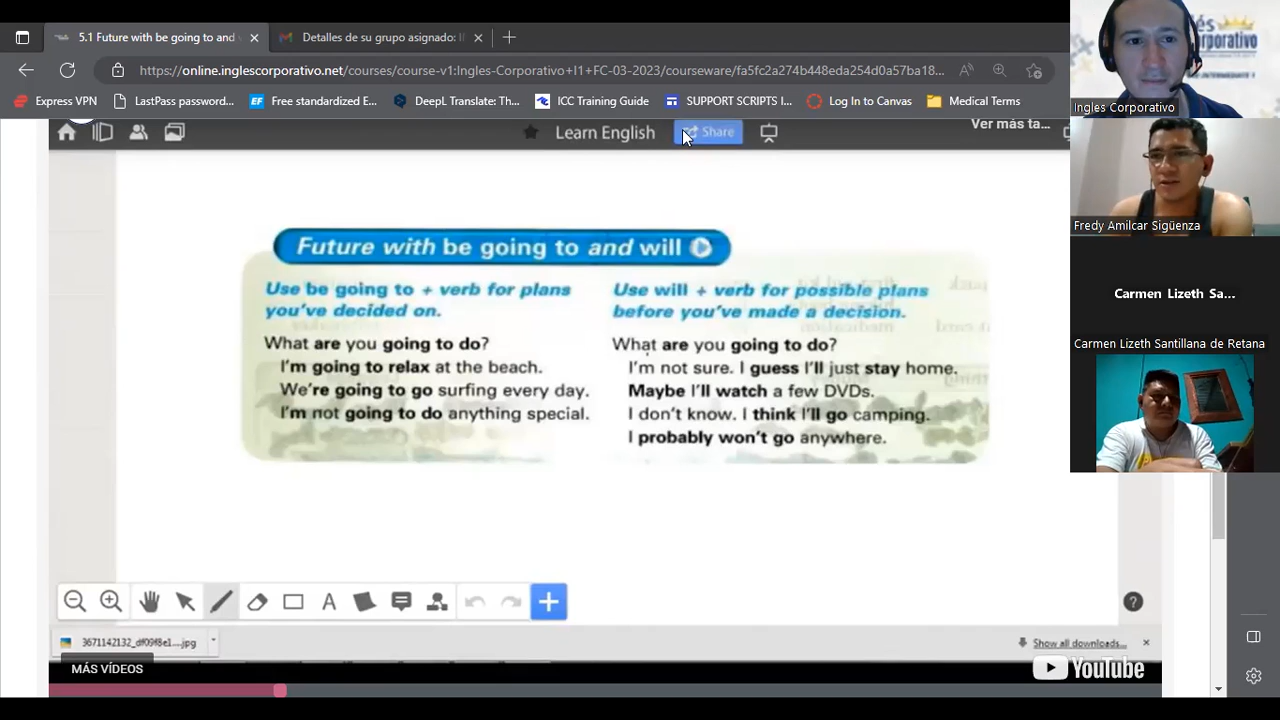 5.1 Future with be going to and
Detalles de su grupo asignado: I
https://online.inglescorporativo.net/courses/course-v1:Ingles-Corporativo+I1+FC-03-2023/courseware/fa5fc2a274b448eda254d0a57ba18...
Express VPN
LastPass password...
EF Free standardized E...
DeepL Translate: Th...
ICC Training Guide
SUPPORT SCRIPTS I...
Log In to Canvas
Medical Terms
Learn English
Share
Ver más ta...
Future with be going to and will
Use be going to + verb for plans
you've decided on.
What are you going to do?
I'm going to relax at the beach.
We're going to go surfing every day.
I'm not going to do anything special.
Use will + verb for possible plans
before you've made a decision.
What are you going to do?
I'm not sure. I guess I'll just stay home.
Maybe I'll watch a few DVDs.
I don't know. I think I'll go camping.
I probably won't go anywhere.
A
?
Show all downloads...
MÁS VÍDEOS
YouTube
Ingles Corporativo
Fredy Amilcar Sigüenza
Carmen Lizeth Sa...
Carmen Lizeth Santillana de Retana